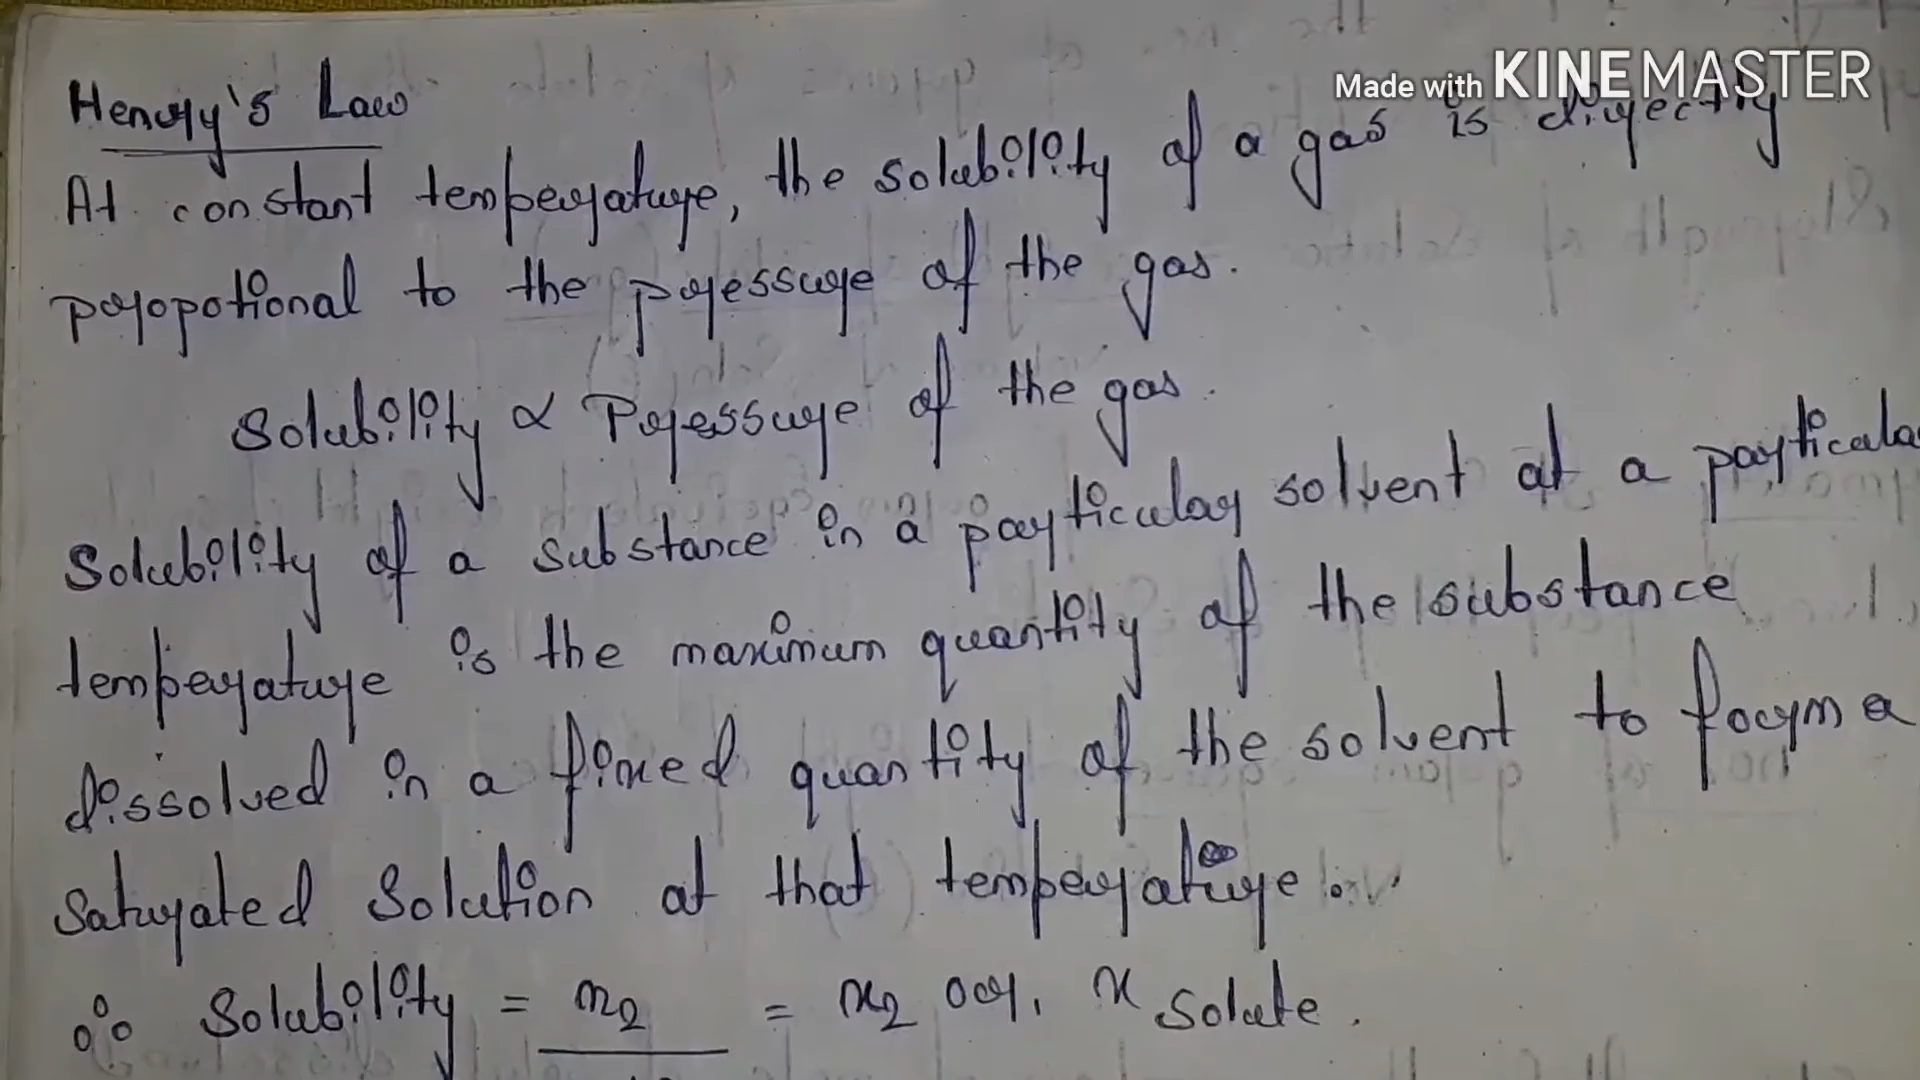 Made with KINEMASTER
Henry's Law
At constant temperature, the solubility of a gas is directly
propotional to the pressure of the gas.
Solubility ∝ Pressure of the gas.
Solubility of a substance in a particular solvent at a particula
temperature is the maximum quantity of the substance
dissolved in a fixed quantity of the solvent to form a
saturated solution at that temperature.
∴ Solubility = n2 = x2 or x solute.